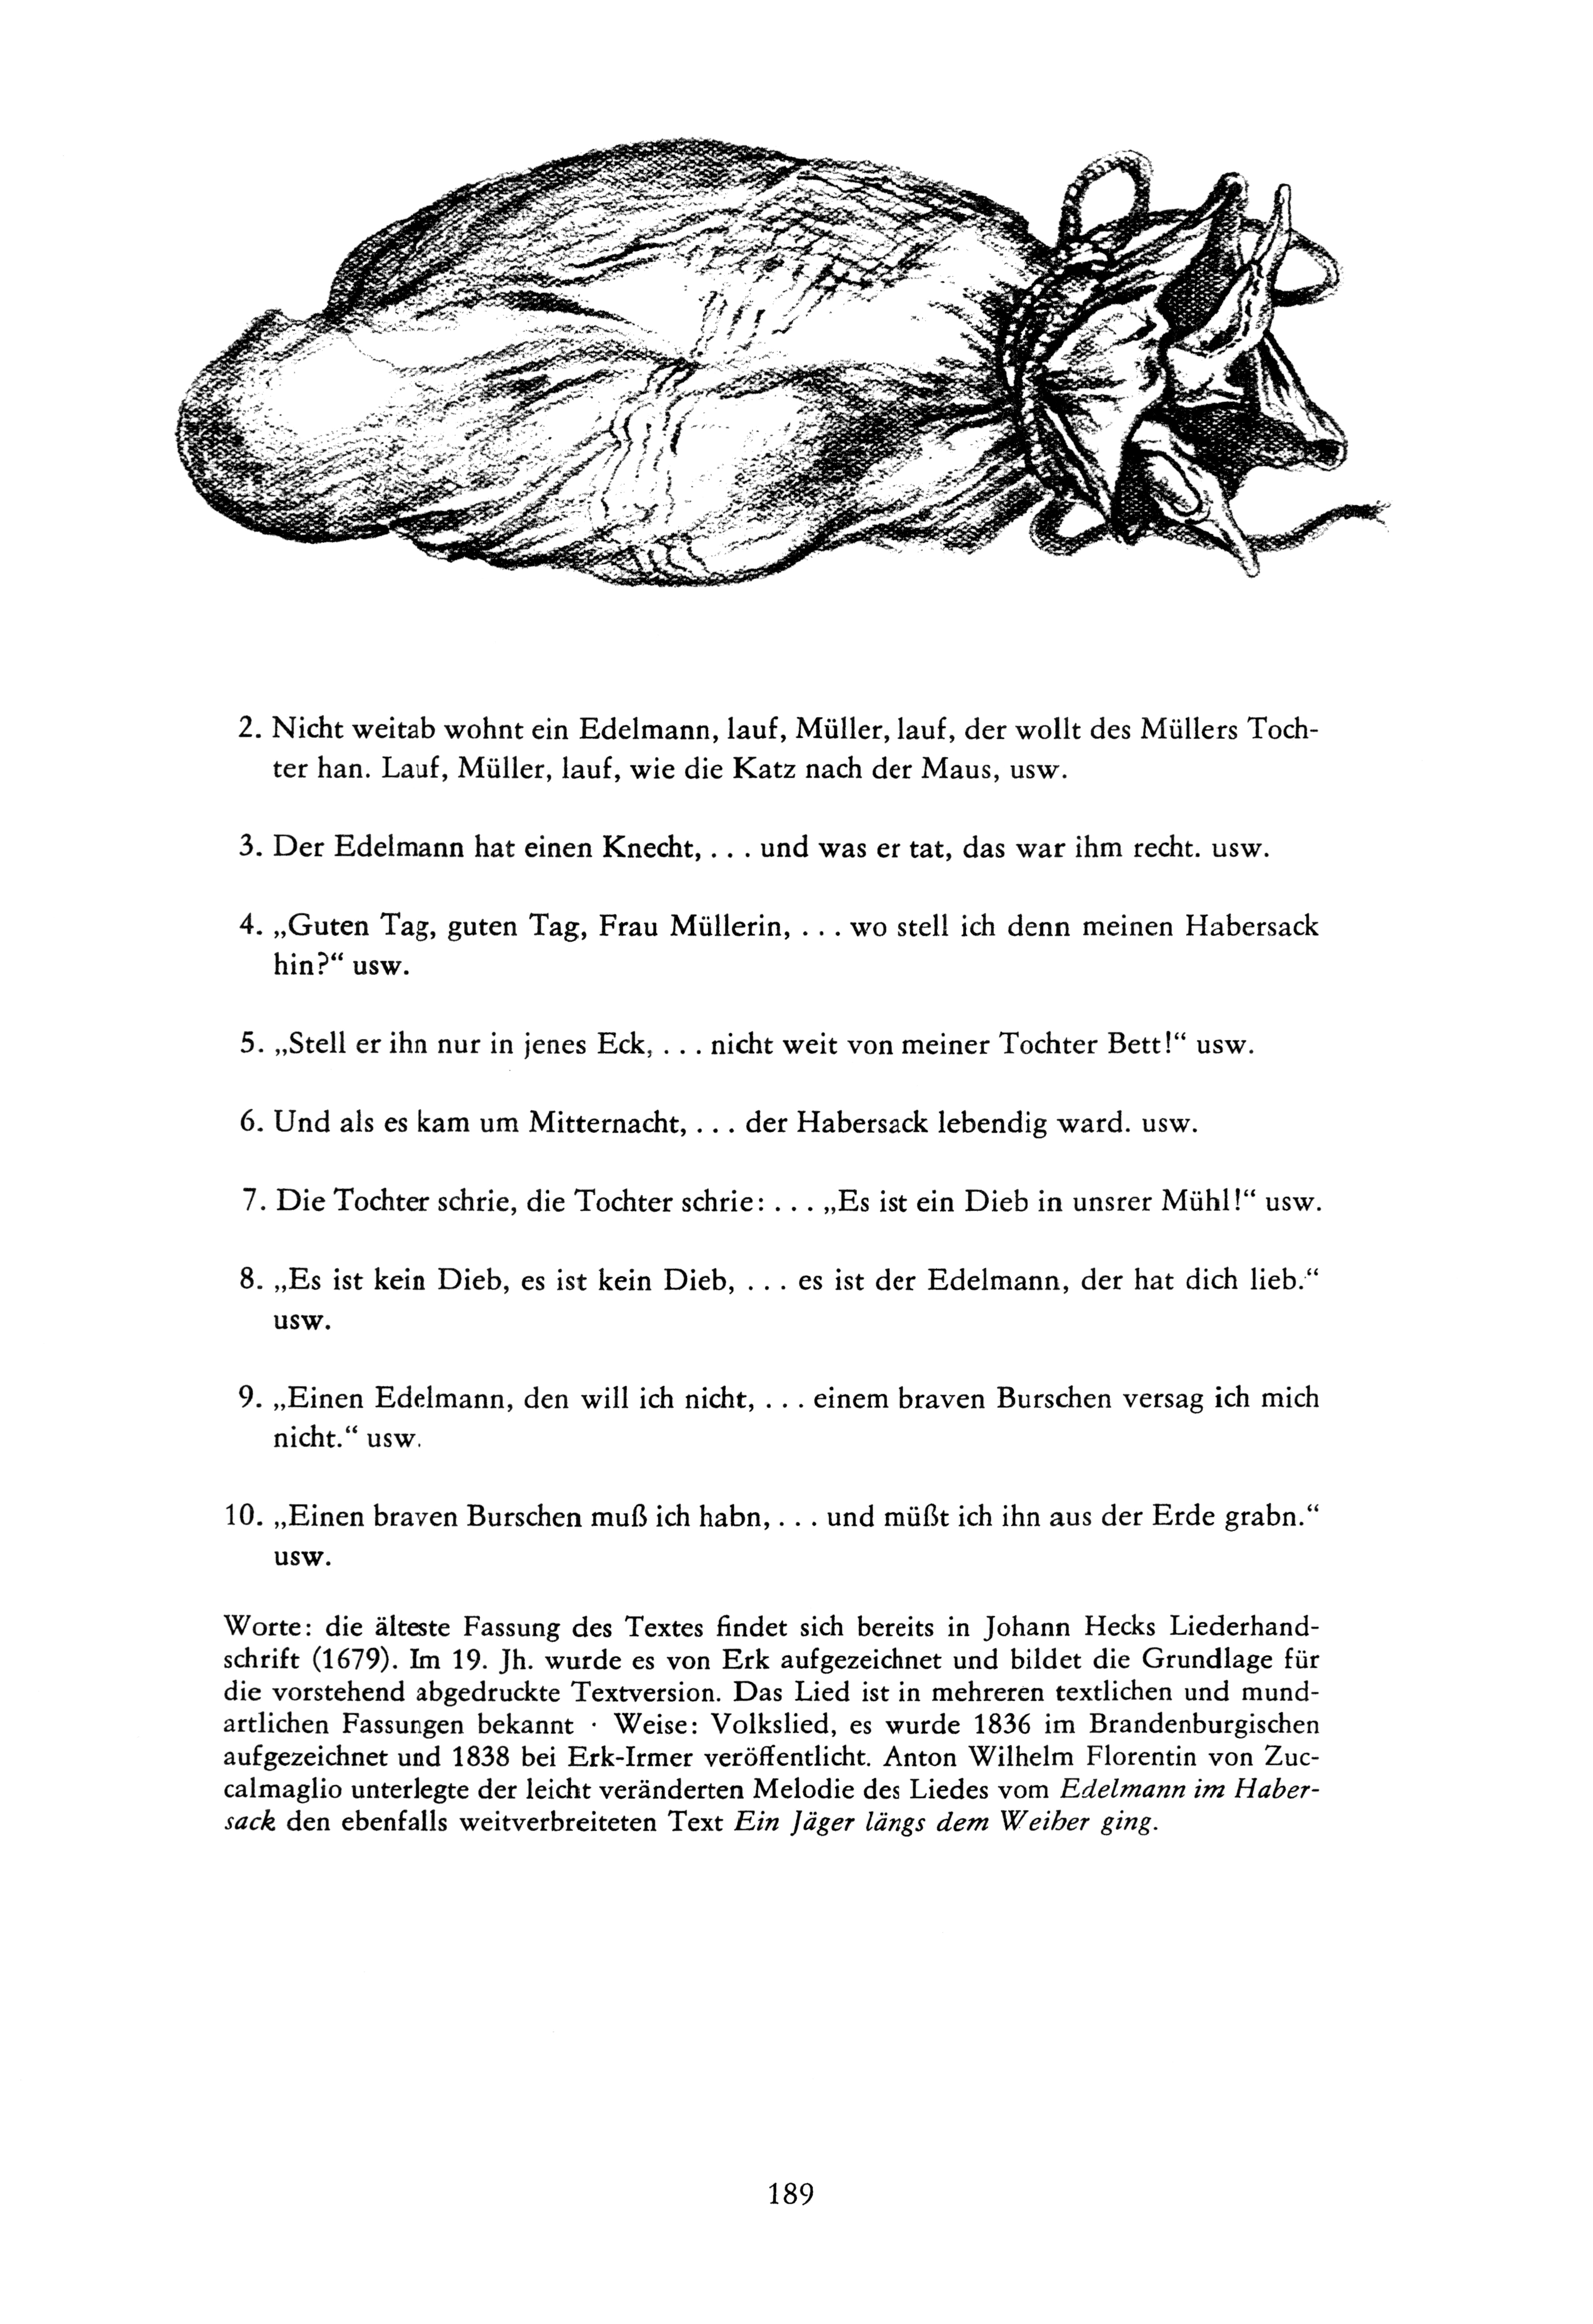 2. Nicht weitab wohnt ein Edelmann, lauf, Müller, lauf, der wollt des Müllers Toch-
ter han. Lauf, Müller, lauf, wie die Katz nach der Maus, usw.
3. Der Edelmann hat einen Knecht, . . . und was er tat, das war ihm recht. usw.
4. „Guten Tag, guten Tag, Frau Müllerin, . . . wo stell ich denn meinen Habersack
hin?“ usw.
5. „Stell er ihn nur in jenes Eck, . . . nicht weit von meiner Tochter Bett!“ usw.
6. Und als es kam um Mitternacht, . . . der Habersack lebendig ward. usw.
7. Die Tochter schrie, die Tochter schrie: . . . „Es ist ein Dieb in unsrer Mühl!“ usw.
8. „Es ist kein Dieb, es ist kein Dieb, . . . es ist der Edelmann, der hat dich lieb.“
usw.
9. „Einen Edelmann, den will ich nicht, . . . einem braven Burschen versag ich mich
nicht.“ usw.
10. „Einen braven Burschen muß ich habn, . . . und müßt ich ihn aus der Erde grabn.“
usw.
Worte: die älteste Fassung des Textes findet sich bereits in Johann Hecks Liederhand-
schrift (1679). Im 19. Jh. wurde es von Erk aufgezeichnet und bildet die Grundlage für
die vorstehend abgedruckte Textversion. Das Lied ist in mehreren textlichen und mund-
artlichen Fassungen bekannt · Weise: Volkslied, es wurde 1836 im Brandenburgischen
aufgezeichnet und 1838 bei Erk-Irmer veröffentlicht. Anton Wilhelm Florentin von Zuc-
calmaglio unterlegte der leicht veränderten Melodie des Liedes vom Edelmann im Haber-
sack den ebenfalls weitverbreiteten Text Ein Jäger längs dem Weiher ging.
189